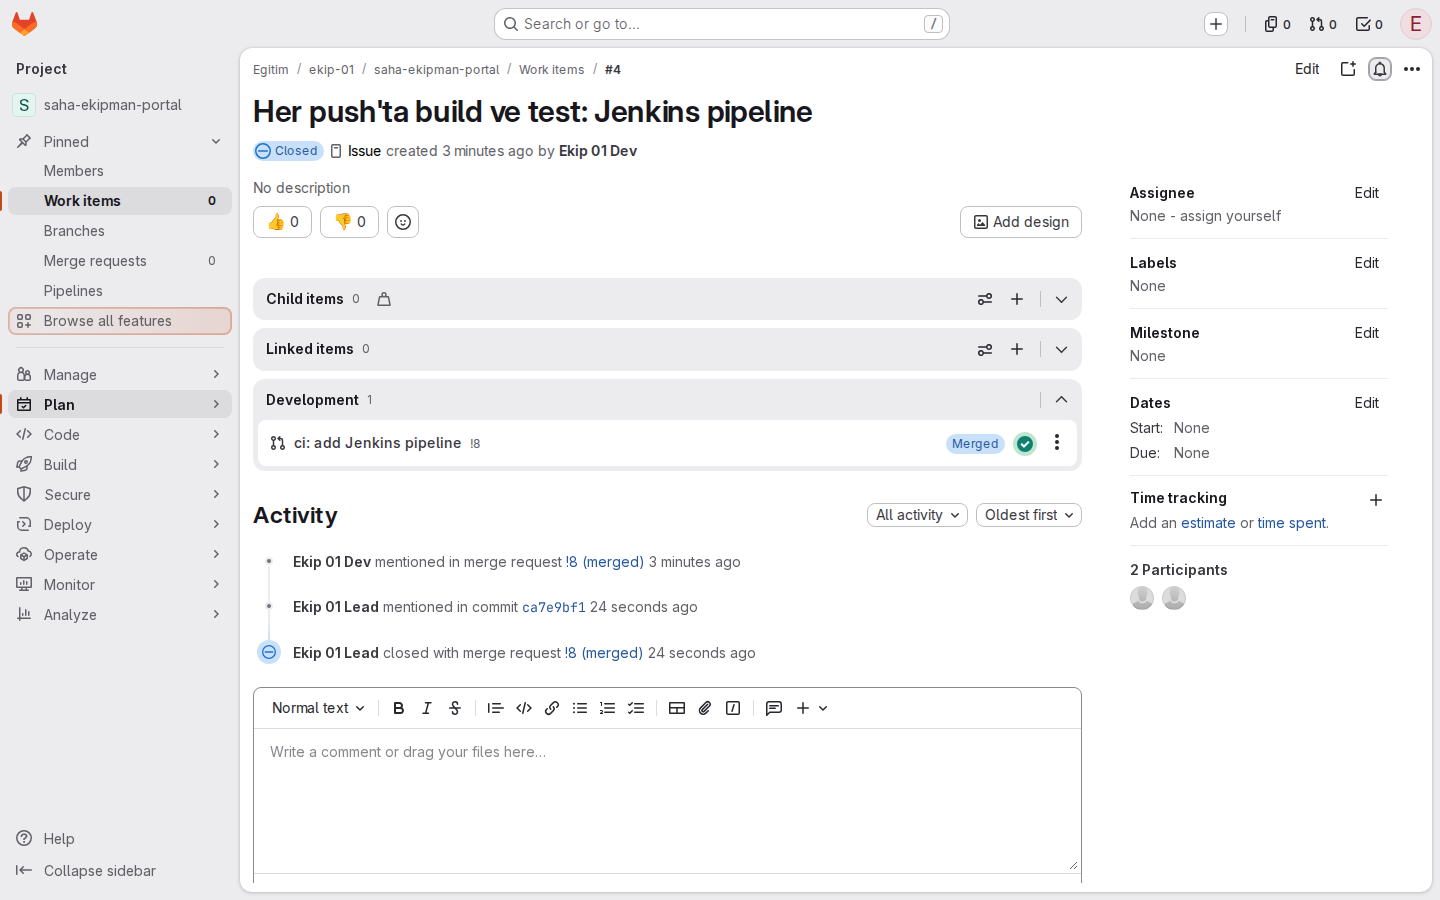 Search or go to...
/
0
0
0
E
Project
S
saha-ekipman-portal
Pinned
Members
Work items
0
Branches
Merge requests
0
Pipelines
Browse all features
Manage
Plan
Code
Build
Secure
Deploy
Operate
Monitor
Analyze
Help
Collapse sidebar
Egitim / ekip-01 / saha-ekipman-portal / Work items / #4
Edit
Her push'ta build ve test: Jenkins pipeline
Closed Issue created 3 minutes ago by Ekip 01 Dev
No description
0
0
Add design
Child items 0
Linked items 0
Development 1
ci: add Jenkins pipeline !8
Merged
Activity
All activity
Oldest first
Ekip 01 Dev mentioned in merge request !8 (merged) 3 minutes ago
Ekip 01 Lead mentioned in commit ca7e9bf1 24 seconds ago
Ekip 01 Lead closed with merge request !8 (merged) 24 seconds ago
Normal text
Write a comment or drag your files here...
Assignee
Edit
None - assign yourself
Labels
Edit
None
Milestone
Edit
None
Dates
Edit
Start: None
Due: None
Time tracking
Add an estimate or time spent.
2 Participants